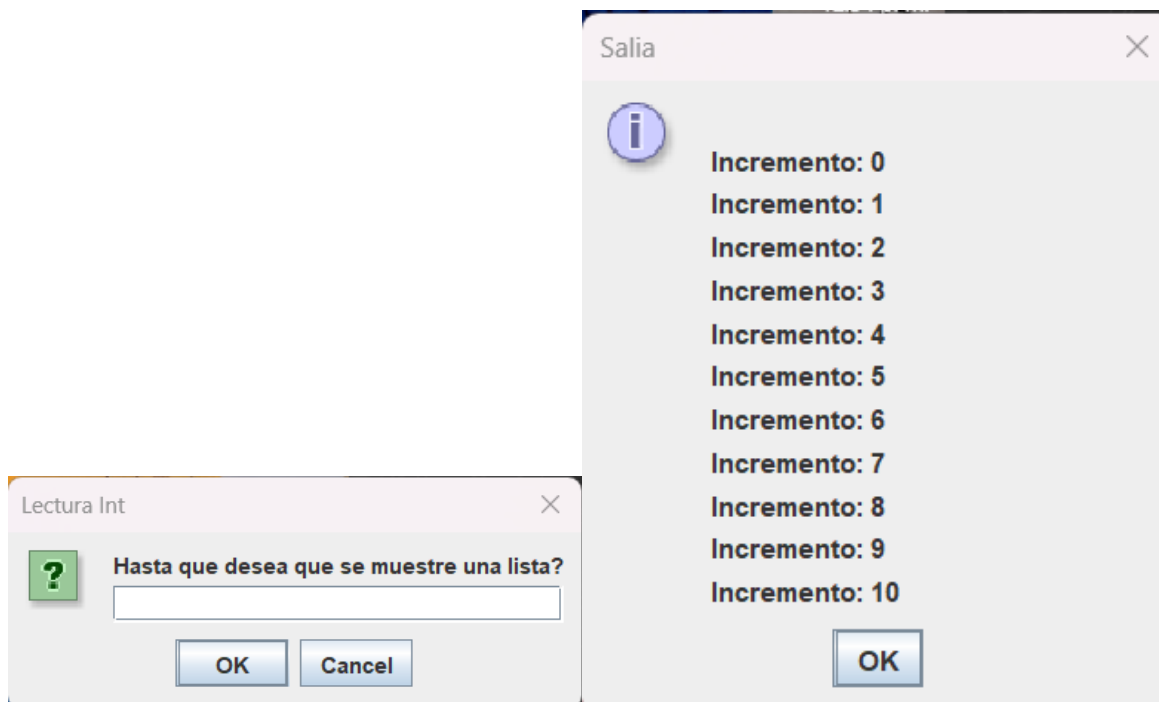 Lectura Int
?
Hasta que desea que se muestre una lista?
OK
Cancel
Salia
i
Incremento: 0
Incremento: 1
Incremento: 2
Incremento: 3
Incremento: 4
Incremento: 5
Incremento: 6
Incremento: 7
Incremento: 8
Incremento: 9
Incremento: 10
OK